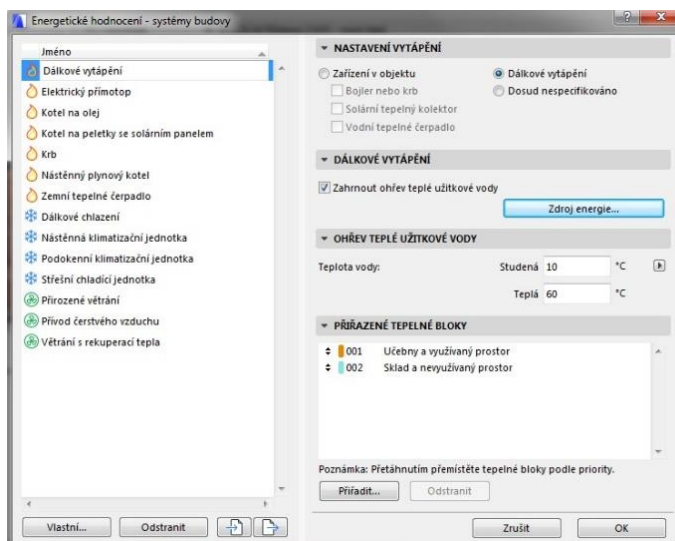 Energetické hodnocení - systémy budovy
Jméno
Dálkové vytápění
Elektrický přímotop
Kotel na olej
Kotel na peletky se solárním panelem
Krb
Nástěnný plynový kotel
Zemní tepelné čerpadlo
Dálkové chlazení
Nástěnná klimatizační jednotka
Podokenní klimatizační jednotka
Střešní chladící jednotka
Přirozené větrání
Přívod čerstvého vzduchu
Větrání s rekuperací tepla
Vlastní...
Odstranit
NASTAVENÍ VYTÁPĚNÍ
Zařízení v objektu
Dálkové vytápění
Bojler nebo krb
Dosud nespecifikováno
Solární tepelný kolektor
Vodní tepelné čerpadlo
DÁLKOVÉ VYTÁPĚNÍ
Zahrnout ohřev teplé užitkové vody
Zdroj energie...
OHŘEV TEPLÉ UŽITKOVÉ VODY
Teplota vody: Studená 10 °C
Teplá 60 °C
PŘIŘAZENÉ TEPELNÉ BLOKY
001 Učebny a využívaný prostor
002 Sklad a nevyužívaný prostor
Poznámka: Přetáhnutím přemístěte tepelné bloky podle priority.
Přiřadit...
Odstranit
Zrušit
OK